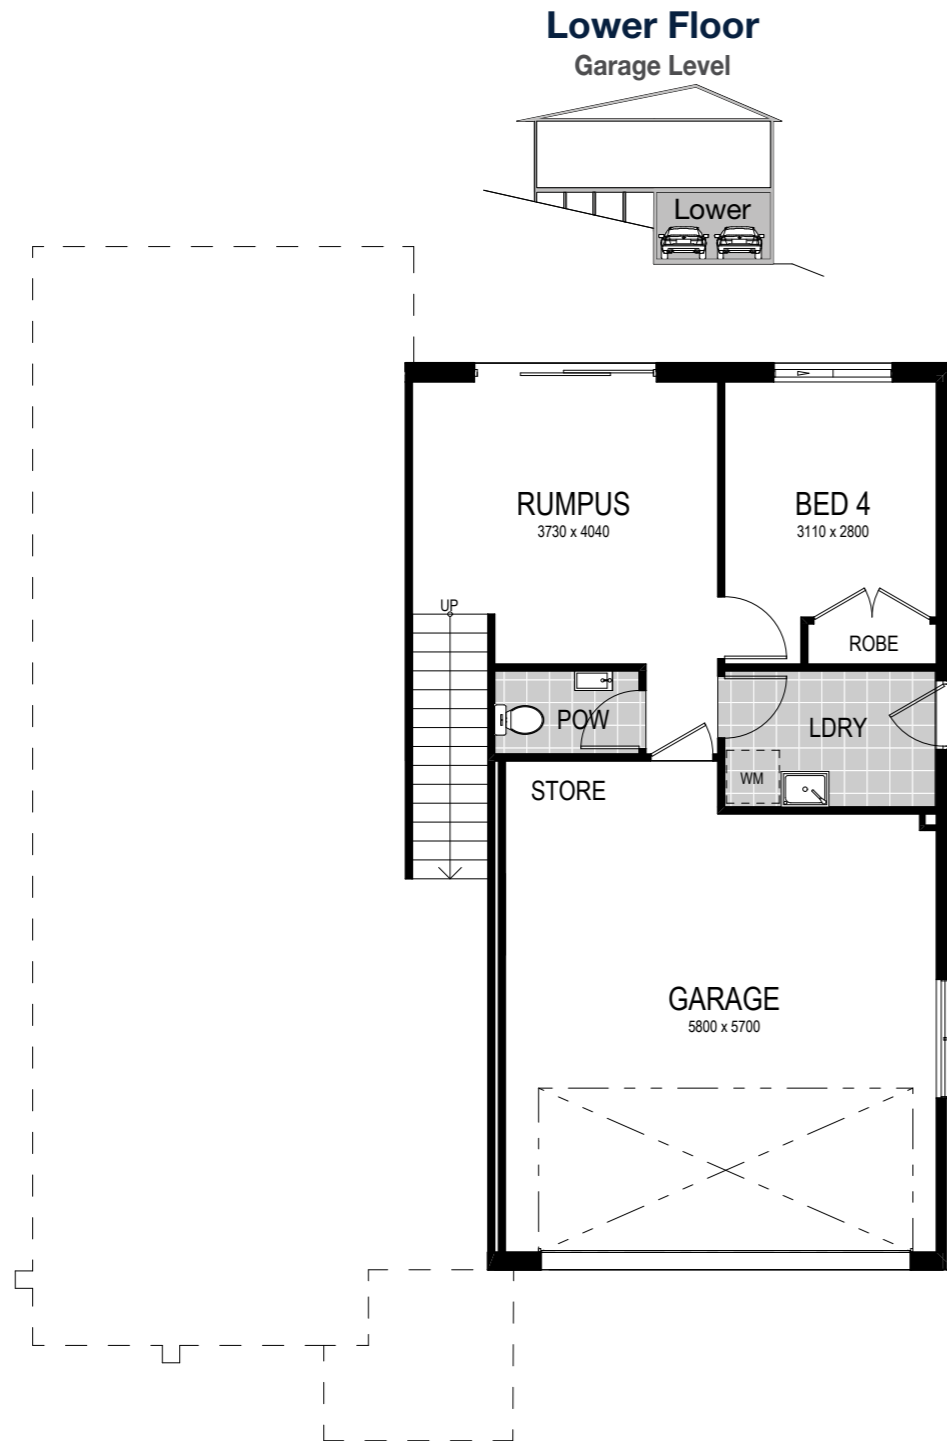 Lower Floor
Garage Level
Lower
RUMPUS
3730 x 4040
BED 4
3110 x 2800
UP
ROBE
POW
LDRY
WM
STORE
GARAGE
5800 x 5700